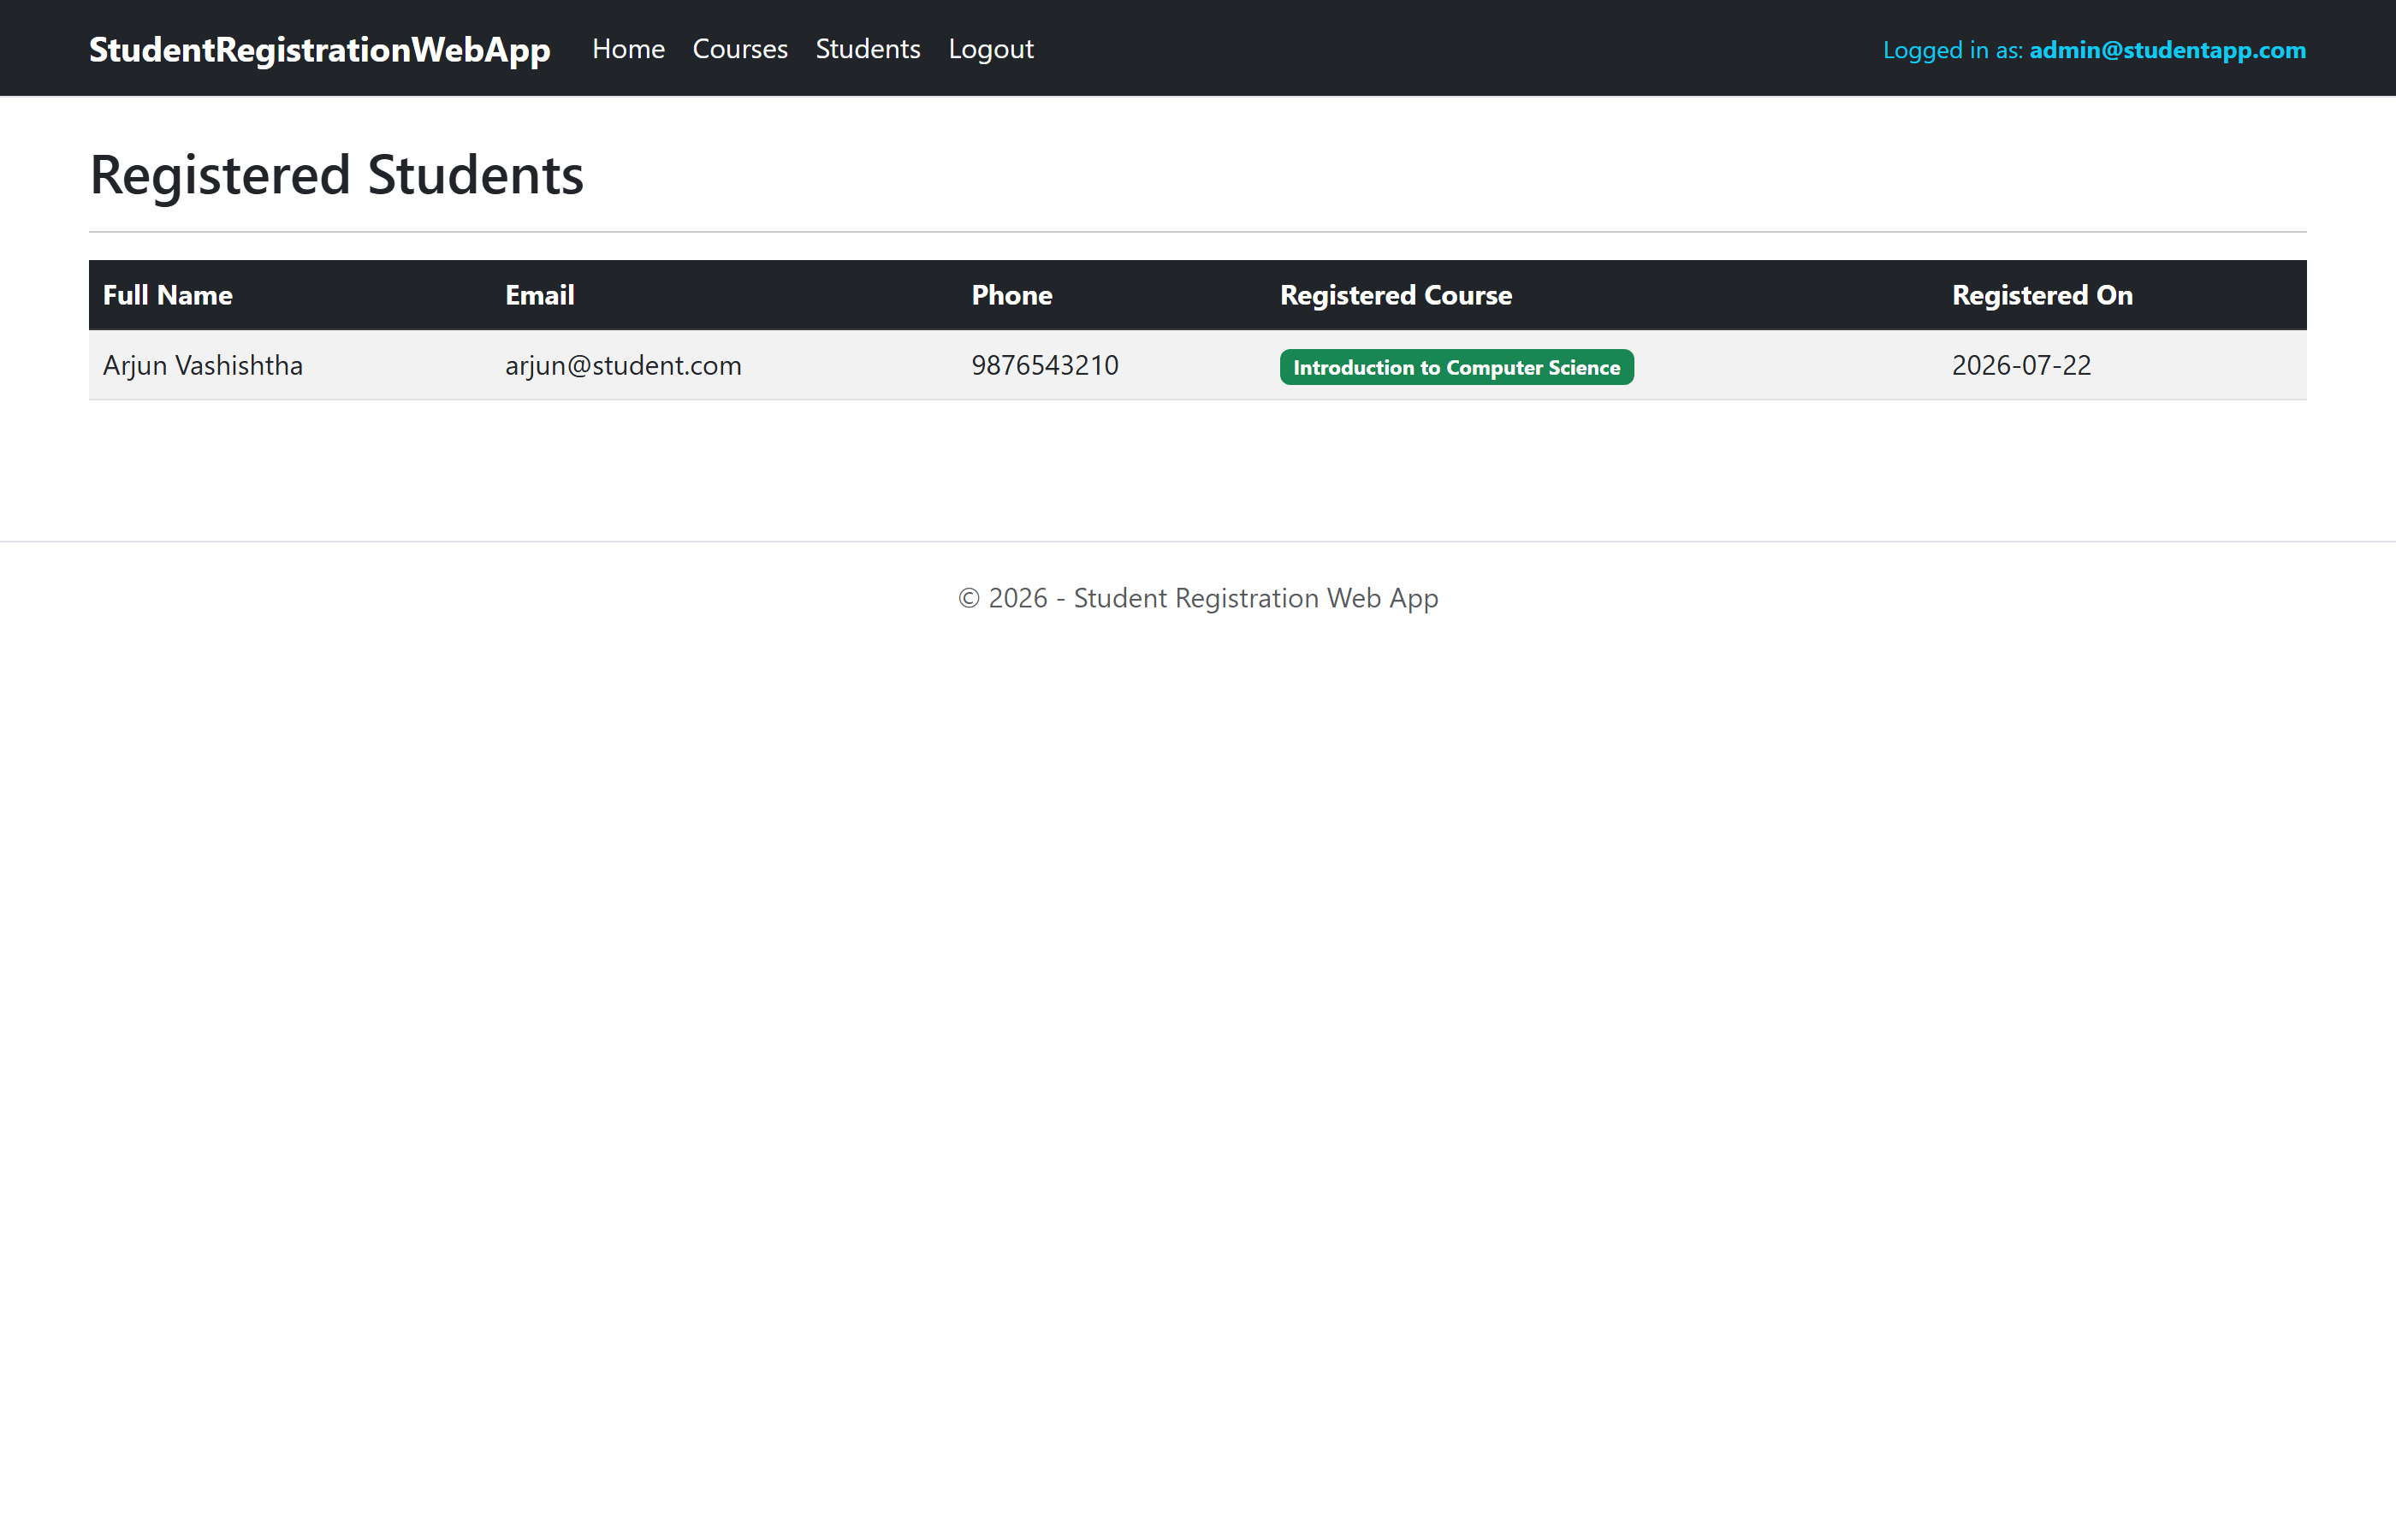 StudentRegistrationWebApp Home Courses Students Logout Logged in as: admin@studentapp.com
Registered Students
Full Name Email Phone Registered Course Registered On
Arjun Vashishtha arjun@student.com 9876543210 Introduction to Computer Science 2026-07-22
© 2026 - Student Registration Web App